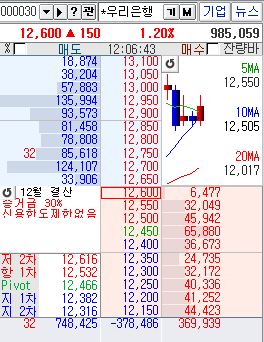 000030 ▼ ▶ ? 관 *우리은행 기 M 기업 뉴스
12,600 ▲ 150 1.20% 985,059
% 매도 12:06:43 매수 잔량바
18,874 13,100 5MA
38,204 13,050 12,550
57,883 13,000
135,994 12,950
93,573 12,900 10MA
81,458 12,850 12,505
78,808 12,800
32 85,618 12,750 20MA
124,107 12,700 12,017
33,906 12,650
12월 결산 12,600 6,477
증거금 30% 12,550 32,049
신용한도제한없음 12,500 45,942
12,450 65,880
12,400 36,673
저 2차 12,616 12,350 24,735
항 1차 12,532 12,300 32,172
Pivot 12,466 12,250 40,336
지 1차 12,382 12,200 41,252
지 2차 12,316 12,150 44,423
32 748,425 -378,486 369,939